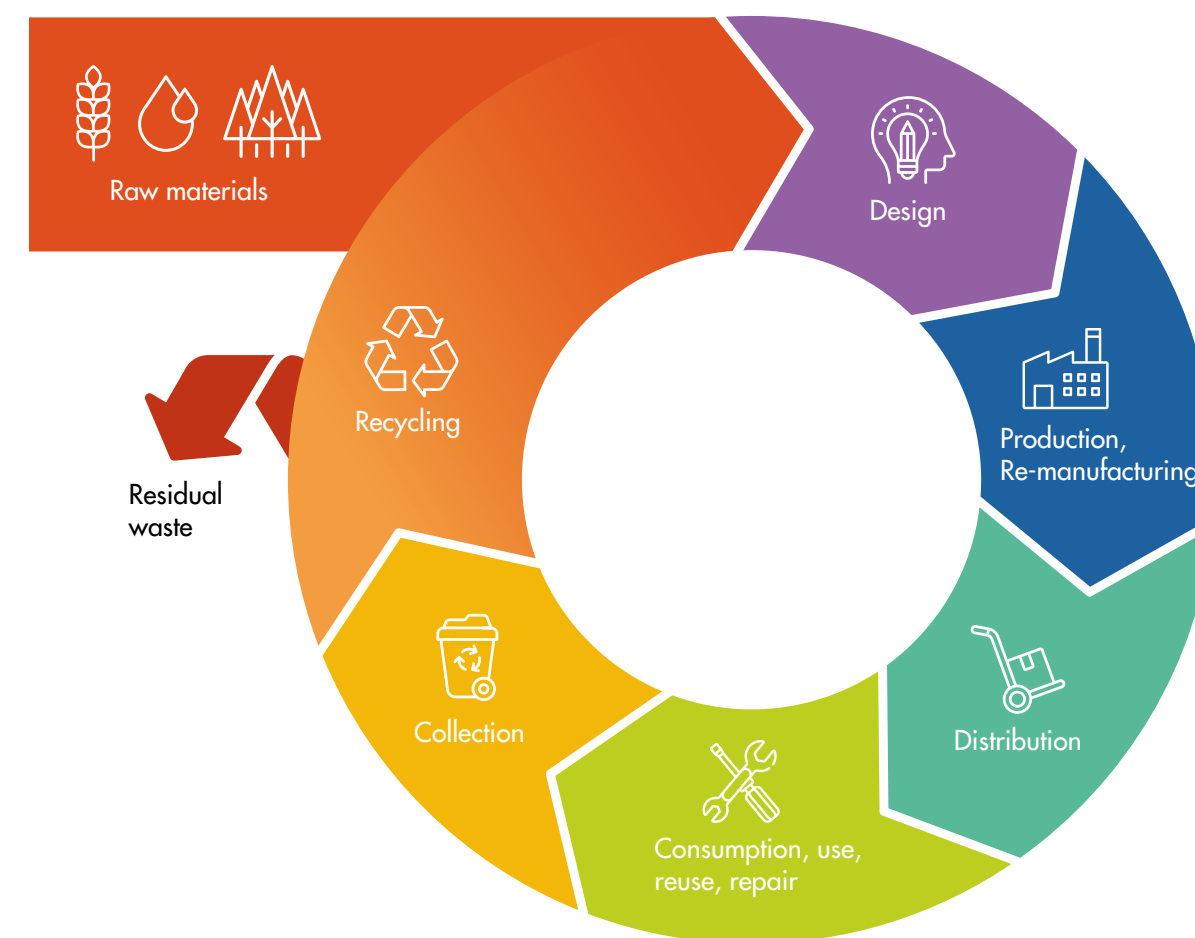 Raw materials
Design
Recycling
Production,
Re-manufacturing
Residual
waste
Collection
Distribution
Consumption, use,
reuse, repair